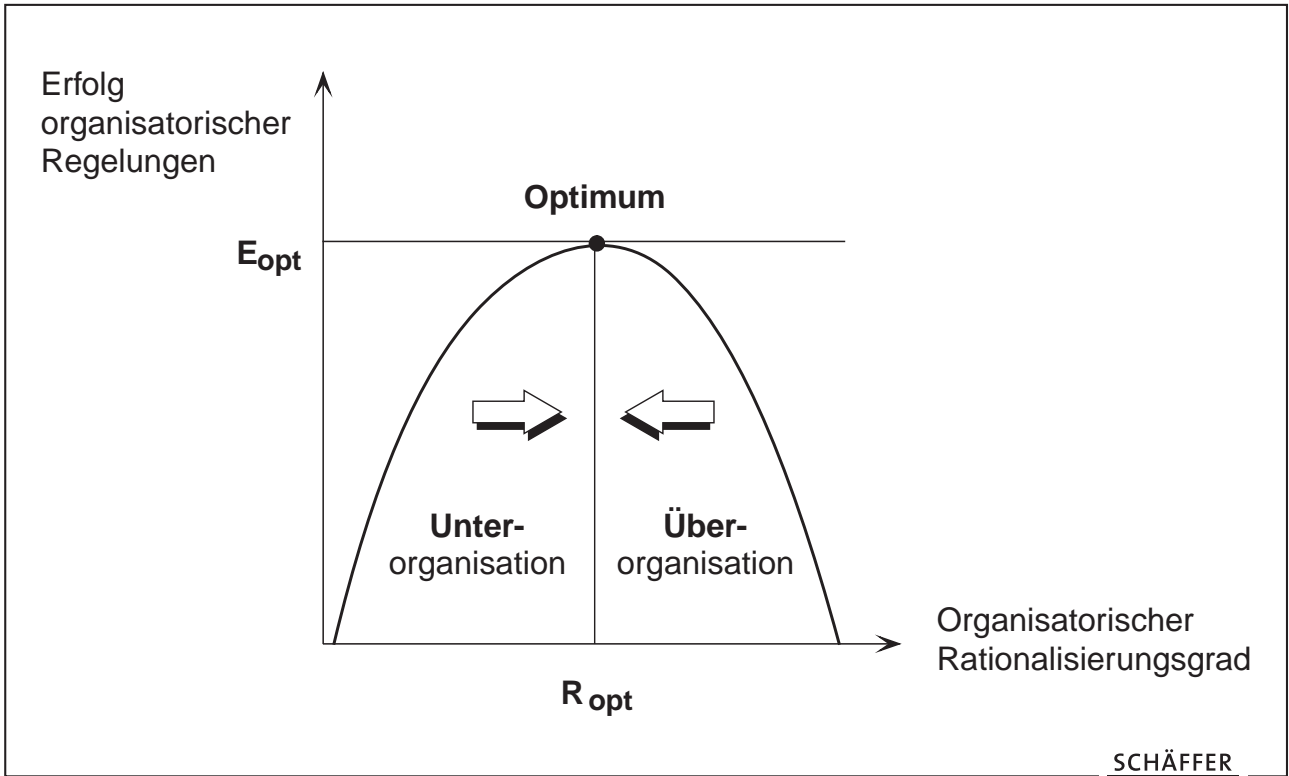 Erfolg
organisatorischer
Regelungen
Optimum
Eopt
Unter-
organisation
Über-
organisation
Organisatorischer
Rationalisierungsgrad
R opt
SCHÄFFER